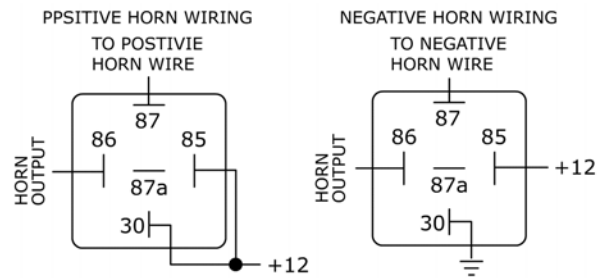 PPSITIVE HORN WIRING
TO POSTIVIE
HORN WIRE
87
86
85
HORN
OUTPUT
87a
30
+12
NEGATIVE HORN WIRING
TO NEGATIVE
HORN WIRE
87
86
85
HORN
OUTPUT
+12
87a
30